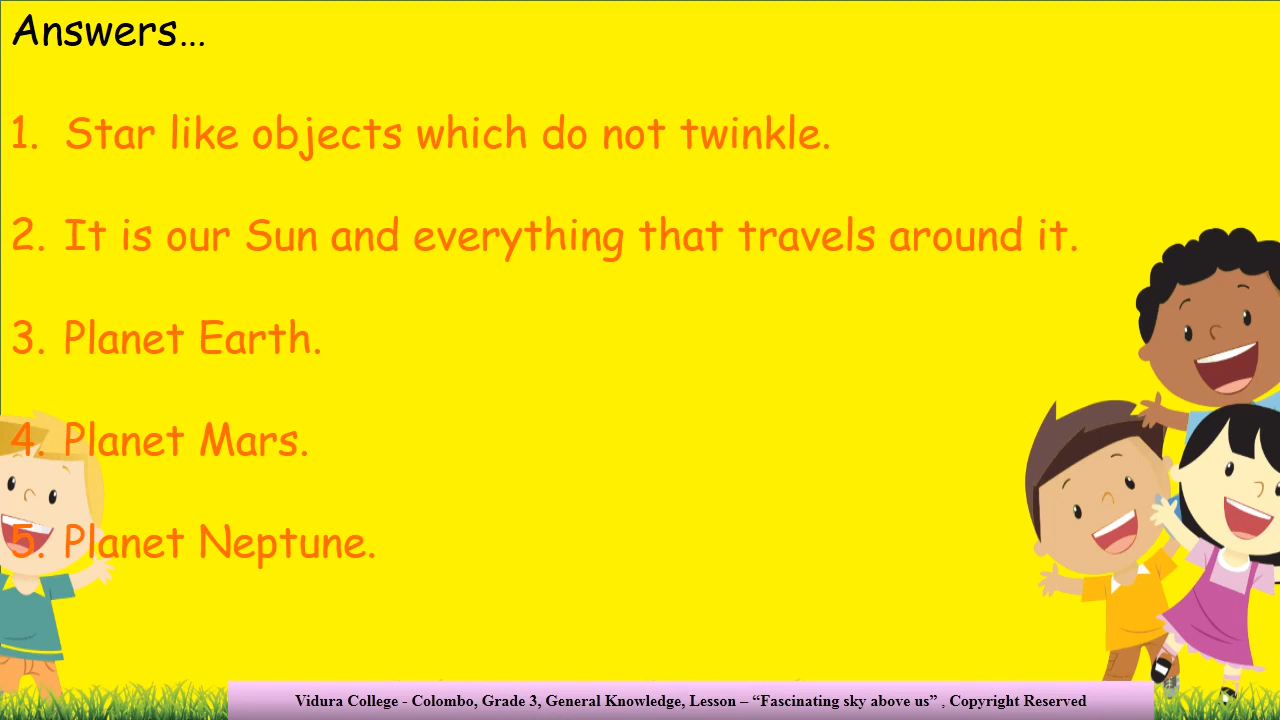 Answers...
1. Star like objects which do not twinkle.
2. It is our Sun and everything that travels around it.
3. Planet Earth.
4. Planet Mars.
5. Planet Neptune.
Vidura College - Colombo, Grade 3, General Knowledge, Lesson – “Fascinating sky above us” , Copyright Reserved